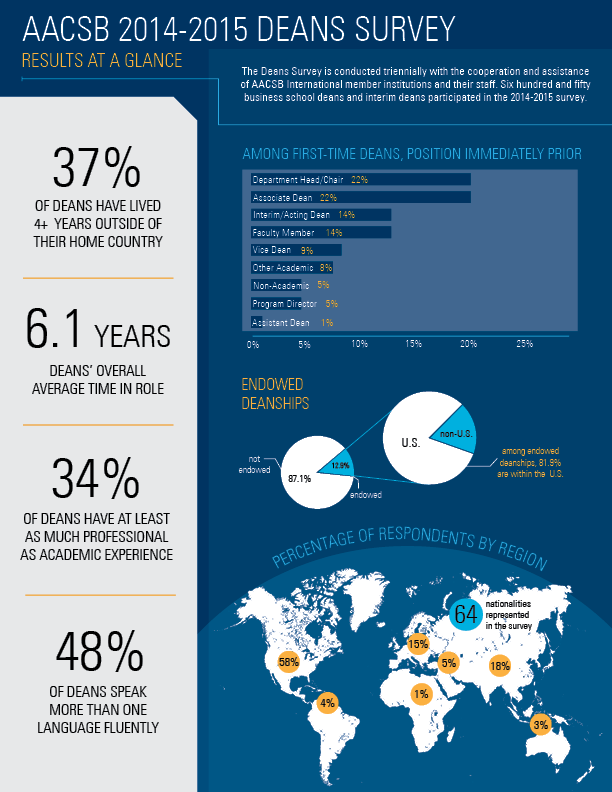 AACSB 2014-2015 DEANS SURVEY
RESULTS AT A GLANCE
The Deans Survey is conducted triennially with the cooperation and assistance
of AACSB International member institutions and their staff. Six hundred and fifty
business school deans and interim deans participated in the 2014-2015 survey.
37%
OF DEANS HAVE LIVED
4+ YEARS OUTSIDE OF
THEIR HOME COUNTRY
6.1 YEARS
DEANS' OVERALL
AVERAGE TIME IN ROLE
34%
OF DEANS HAVE AT LEAST
AS MUCH PROFESSIONAL
AS ACADEMIC EXPERIENCE
48%
OF DEANS SPEAK
MORE THAN ONE
LANGUAGE FLUENTLY
AMONG FIRST-TIME DEANS, POSITION IMMEDIATELY PRIOR
Department Head/Chair 22%
Associate Dean 22%
Interim/Acting Dean 14%
Faculty Member 14%
Vice Dean 9%
Other Academic 8%
Non-Academic 5%
Program Director 5%
Assistant Dean 1%
0% 5% 10% 15% 20% 25%
ENDOWED
DEANSHIPS
not
endowed
87.1%
12.9%
endowed
U.S.
non-U.S.
among endowed
deanships, 81.9%
are within the U.S.
PERCENTAGE OF RESPONDENTS BY REGION
64
nationalities
represented
in the survey
58%
15%
5%
18%
4%
1%
3%